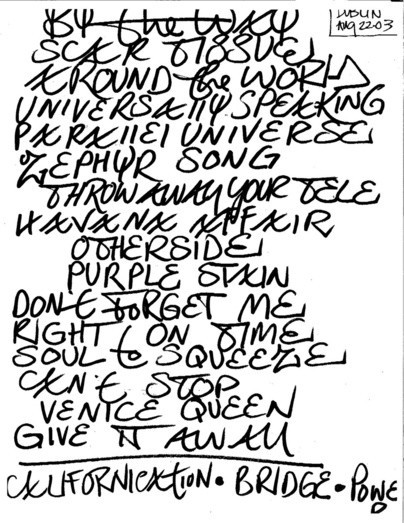 DUBLIN
AUG 22·03
BY the WAY
SCAR TISSUE
AROUND the WORLD
UNIVERSALLY SPEAKING
PARALLEL UNIVERSE
ZEPHYR SONG
THROW AWAY YOUR TELE
HAVANA AFFAIR
OTHERSIDE
PURPLE STAIN
DON't FORGET ME
RIGHT ON TIME
SOUL to SQUEEZE
CAN't STOP
VENICE QUEEN
GIVE IT AWAY
CALIFORNICAtION • BRIDGE • POWE